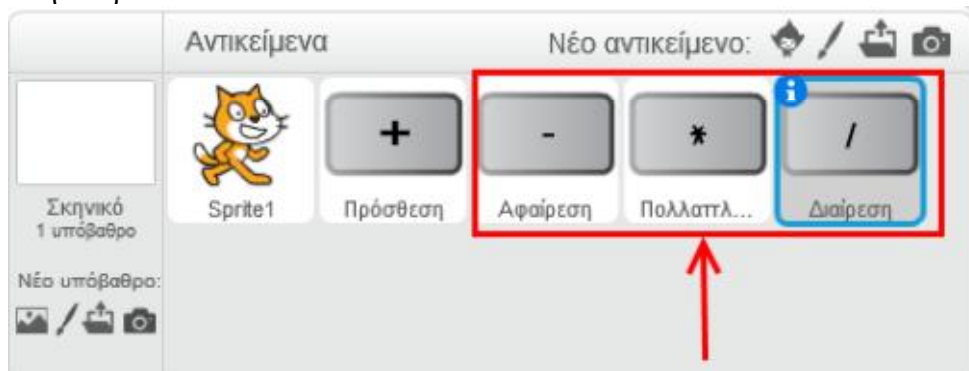 Αντικείμενα Νέο αντικείμενο:
+ - * /
Σκηνικό
1 υπόβαθρο
Sprite1 Πρόσθεση Αφαίρεση Πολλαπλ... Διαίρεση
Νέο υπόβαθρο: